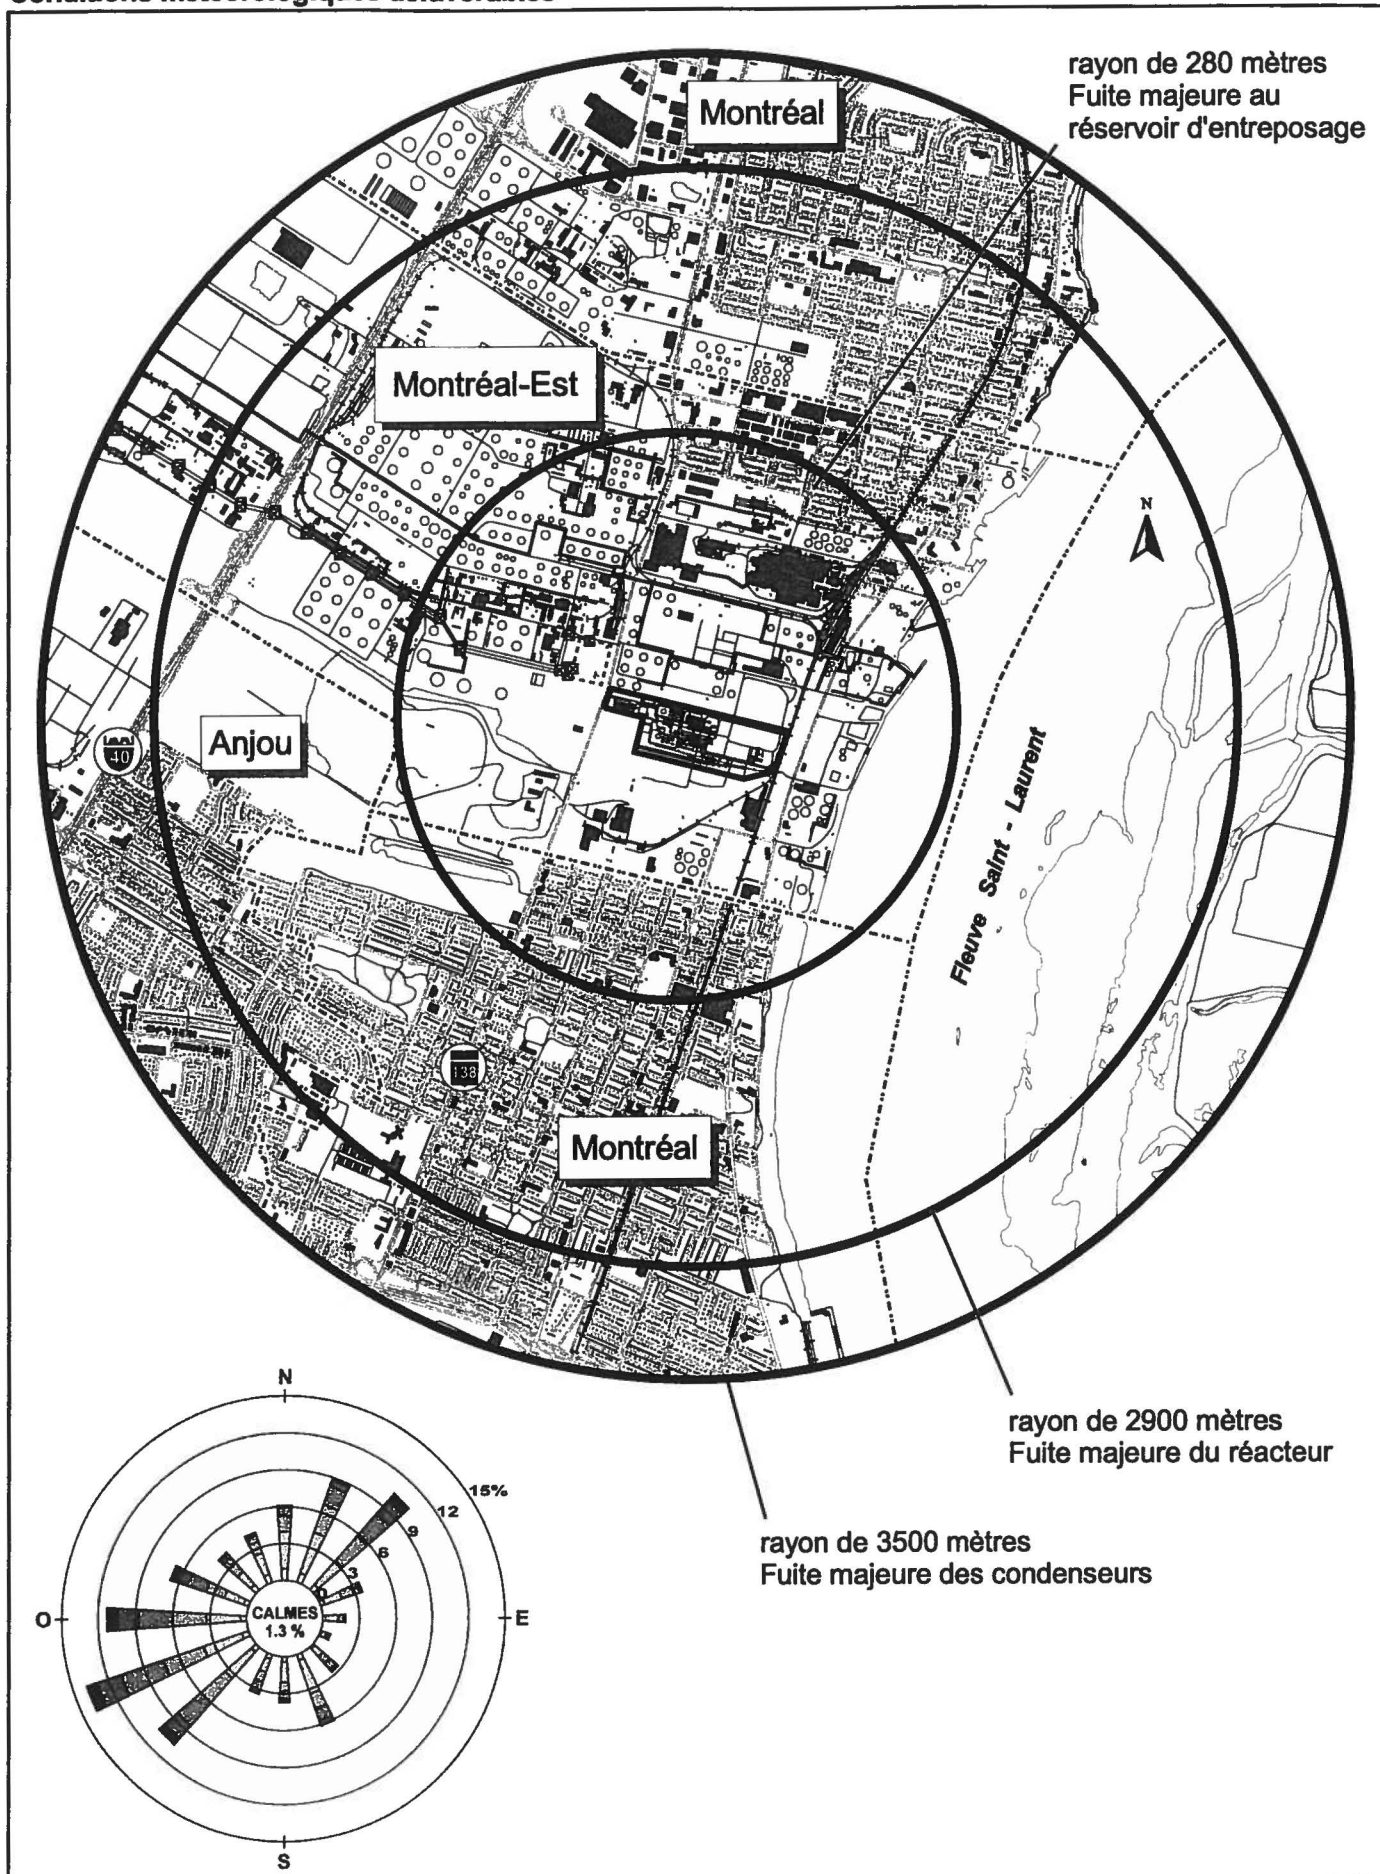 rayon de 280 mètres
Fuite majeure au
réservoir d'entreposage
Montréal
Montréal-Est
N
Anjou
40
Fleuve Saint - Laurent
138
Montréal
rayon de 2900 mètres
Fuite majeure du réacteur
rayon de 3500 mètres
Fuite majeure des condenseurs
N
15%
12
9
6
3
0
O
CALMES
1.3 %
E
S